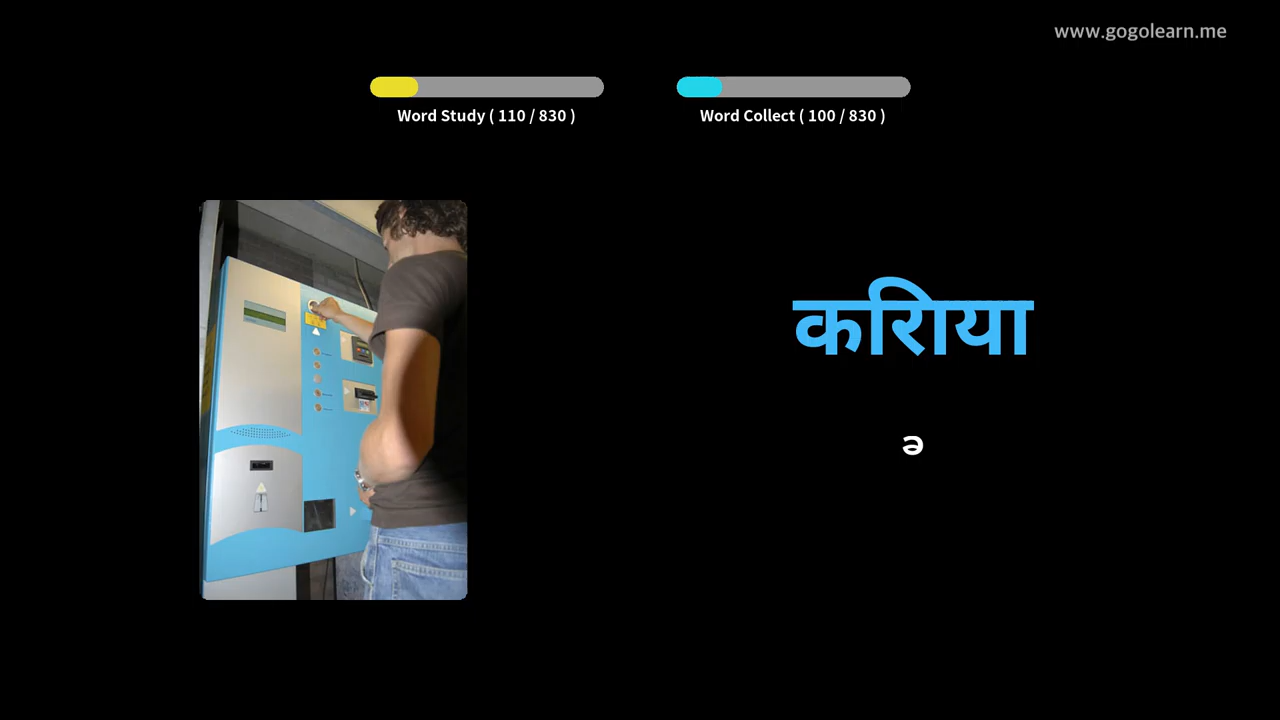 www.gogolearn.me
Word Study ( 110 / 830 )
Word Collect ( 100 / 830 )
करिाया
ə